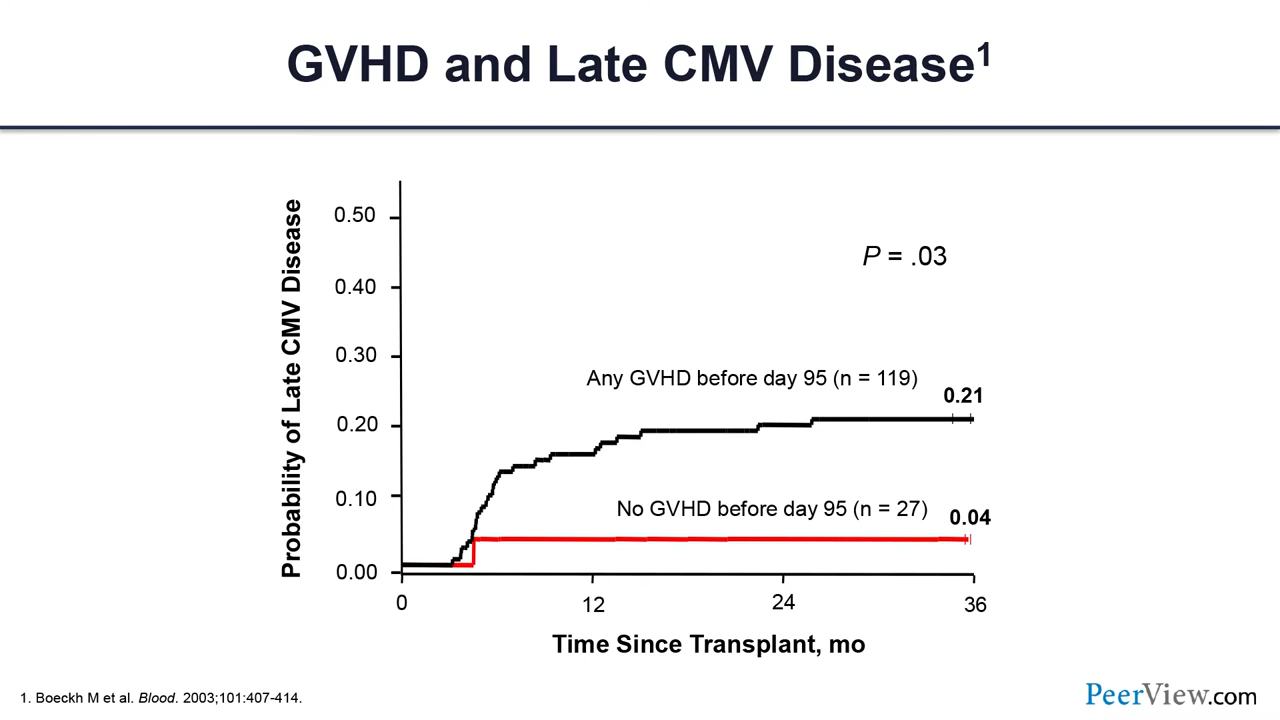 GVHD and Late CMV Disease1
Probability of Late CMV Disease
0.50
0.40
0.30
0.20
0.10
0.00
P = .03
Any GVHD before day 95 (n = 119)
0.21
No GVHD before day 95 (n = 27)
0.04
0 12 24 36
Time Since Transplant, mo
1. Boeckh M et al. Blood. 2003;101:407-414.
PeerView.com